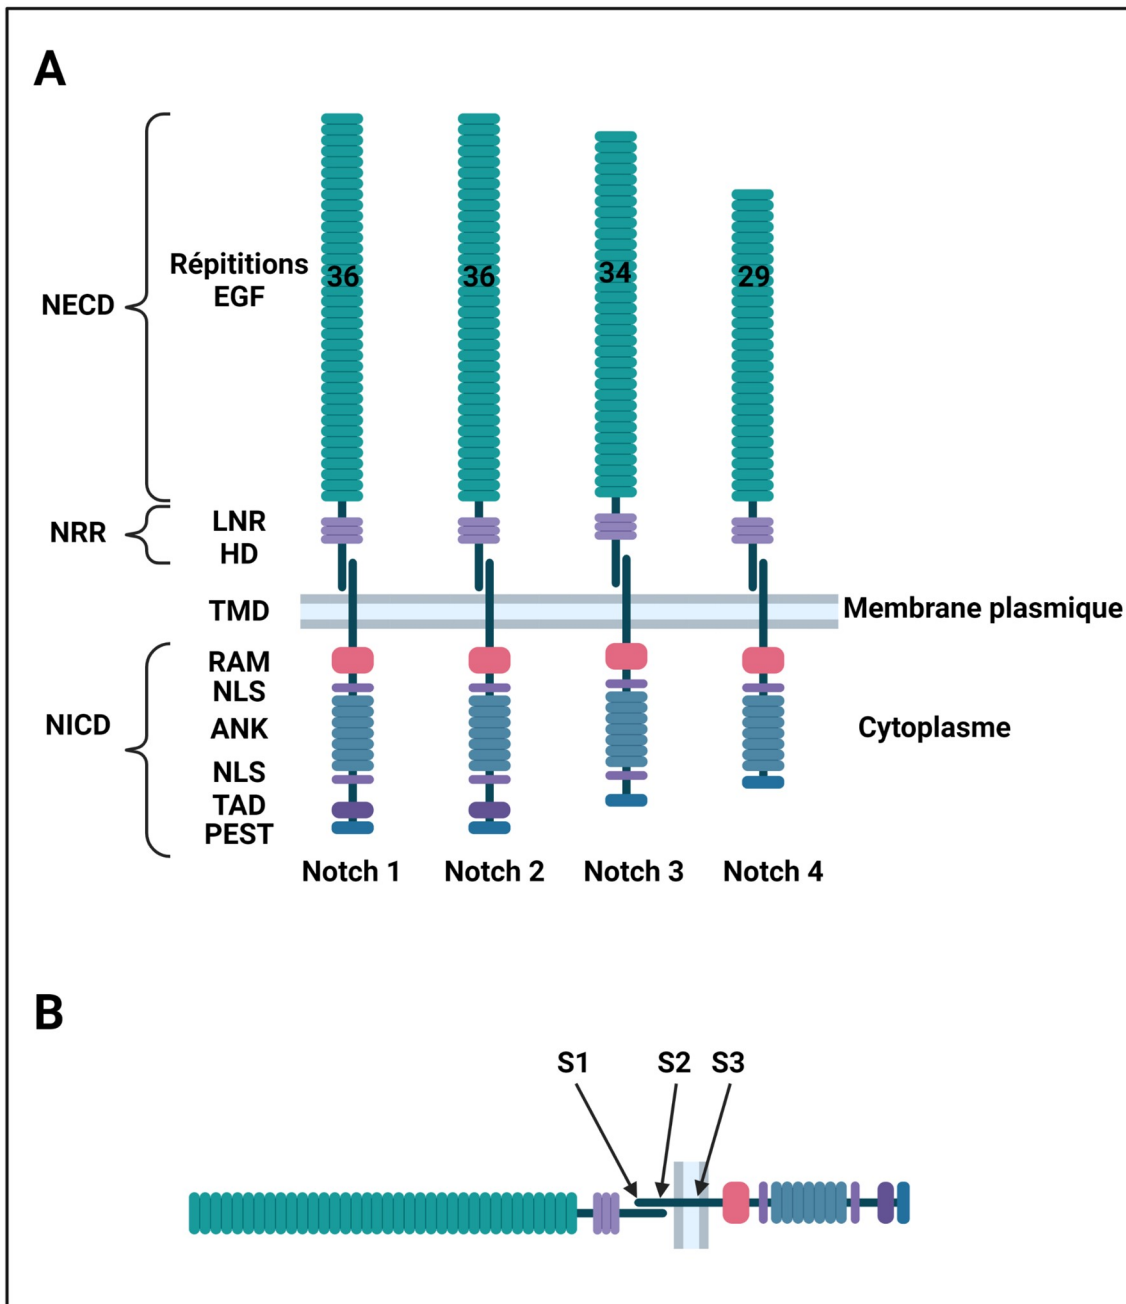 A
NECD
Répititions
EGF
36
36
34
29
NRR
LNR
HD
TMD
Membrane plasmique
NICD
RAM
NLS
ANK
NLS
TAD
PEST
Cytoplasme
Notch 1
Notch 2
Notch 3
Notch 4
B
S1
S2
S3